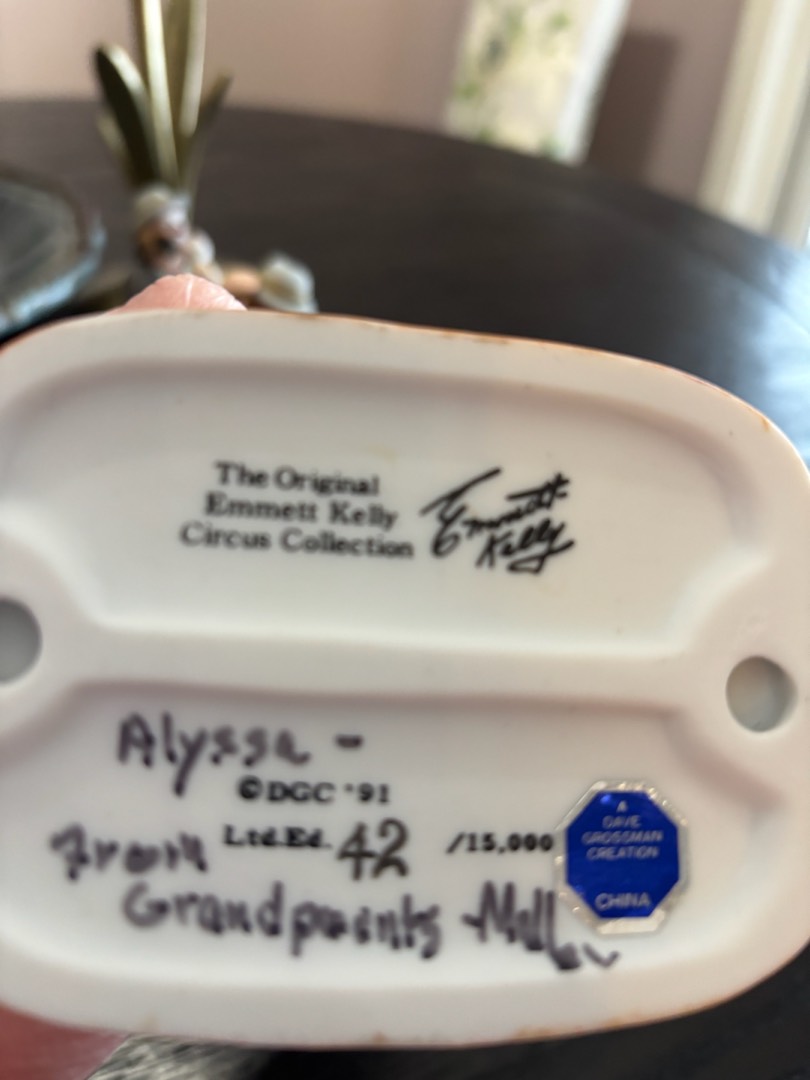 The Original
Emmett Kelly
Circus Collection
Emmett
Kelly
Alyssa -
©DGC '91
From
Ltd.Ed. 42 /15,000
Grandparents Miller
A
DAVE
GROSSMAN
CREATION
CHINA